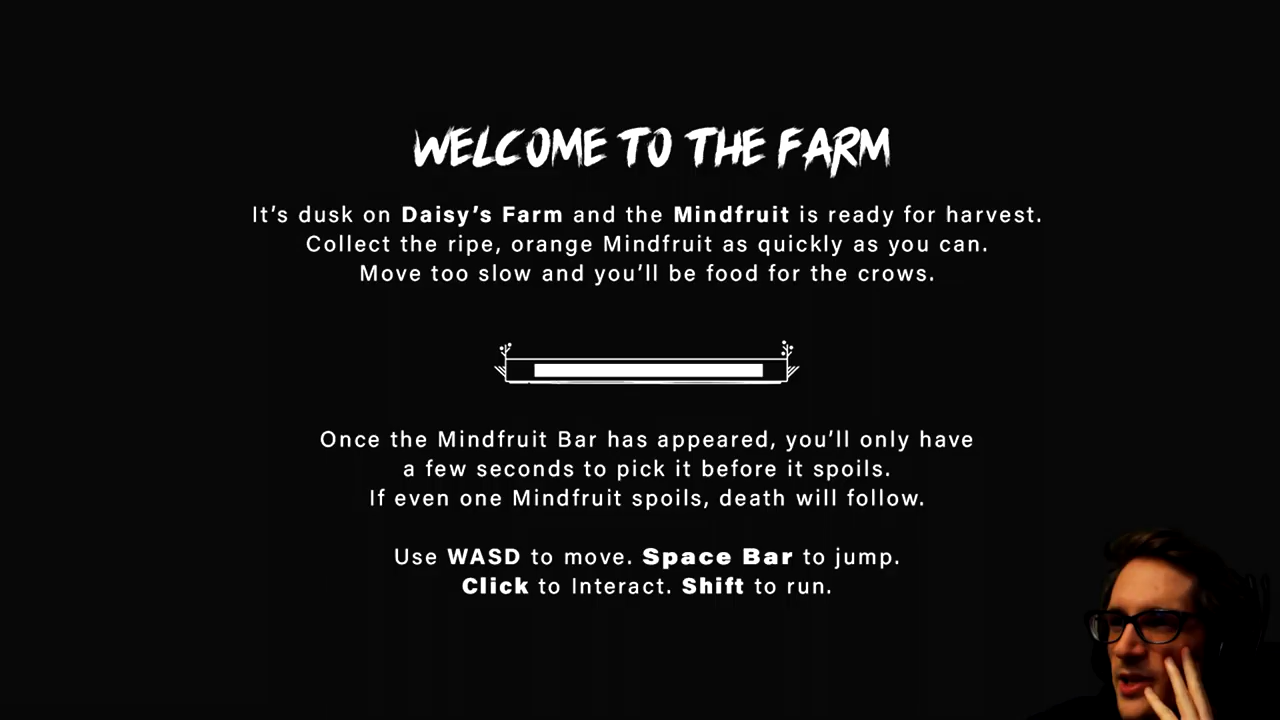 WELCOME TO THE FARM
It's dusk on Daisy's Farm and the Mindfruit is ready for harvest.
Collect the ripe, orange Mindfruit as quickly as you can.
Move too slow and you'll be food for the crows.
Once the Mindfruit Bar has appeared, you'll only have
a few seconds to pick it before it spoils.
If even one Mindfruit spoils, death will follow.
Use WASD to move. Space Bar to jump.
Click to Interact. Shift to run.